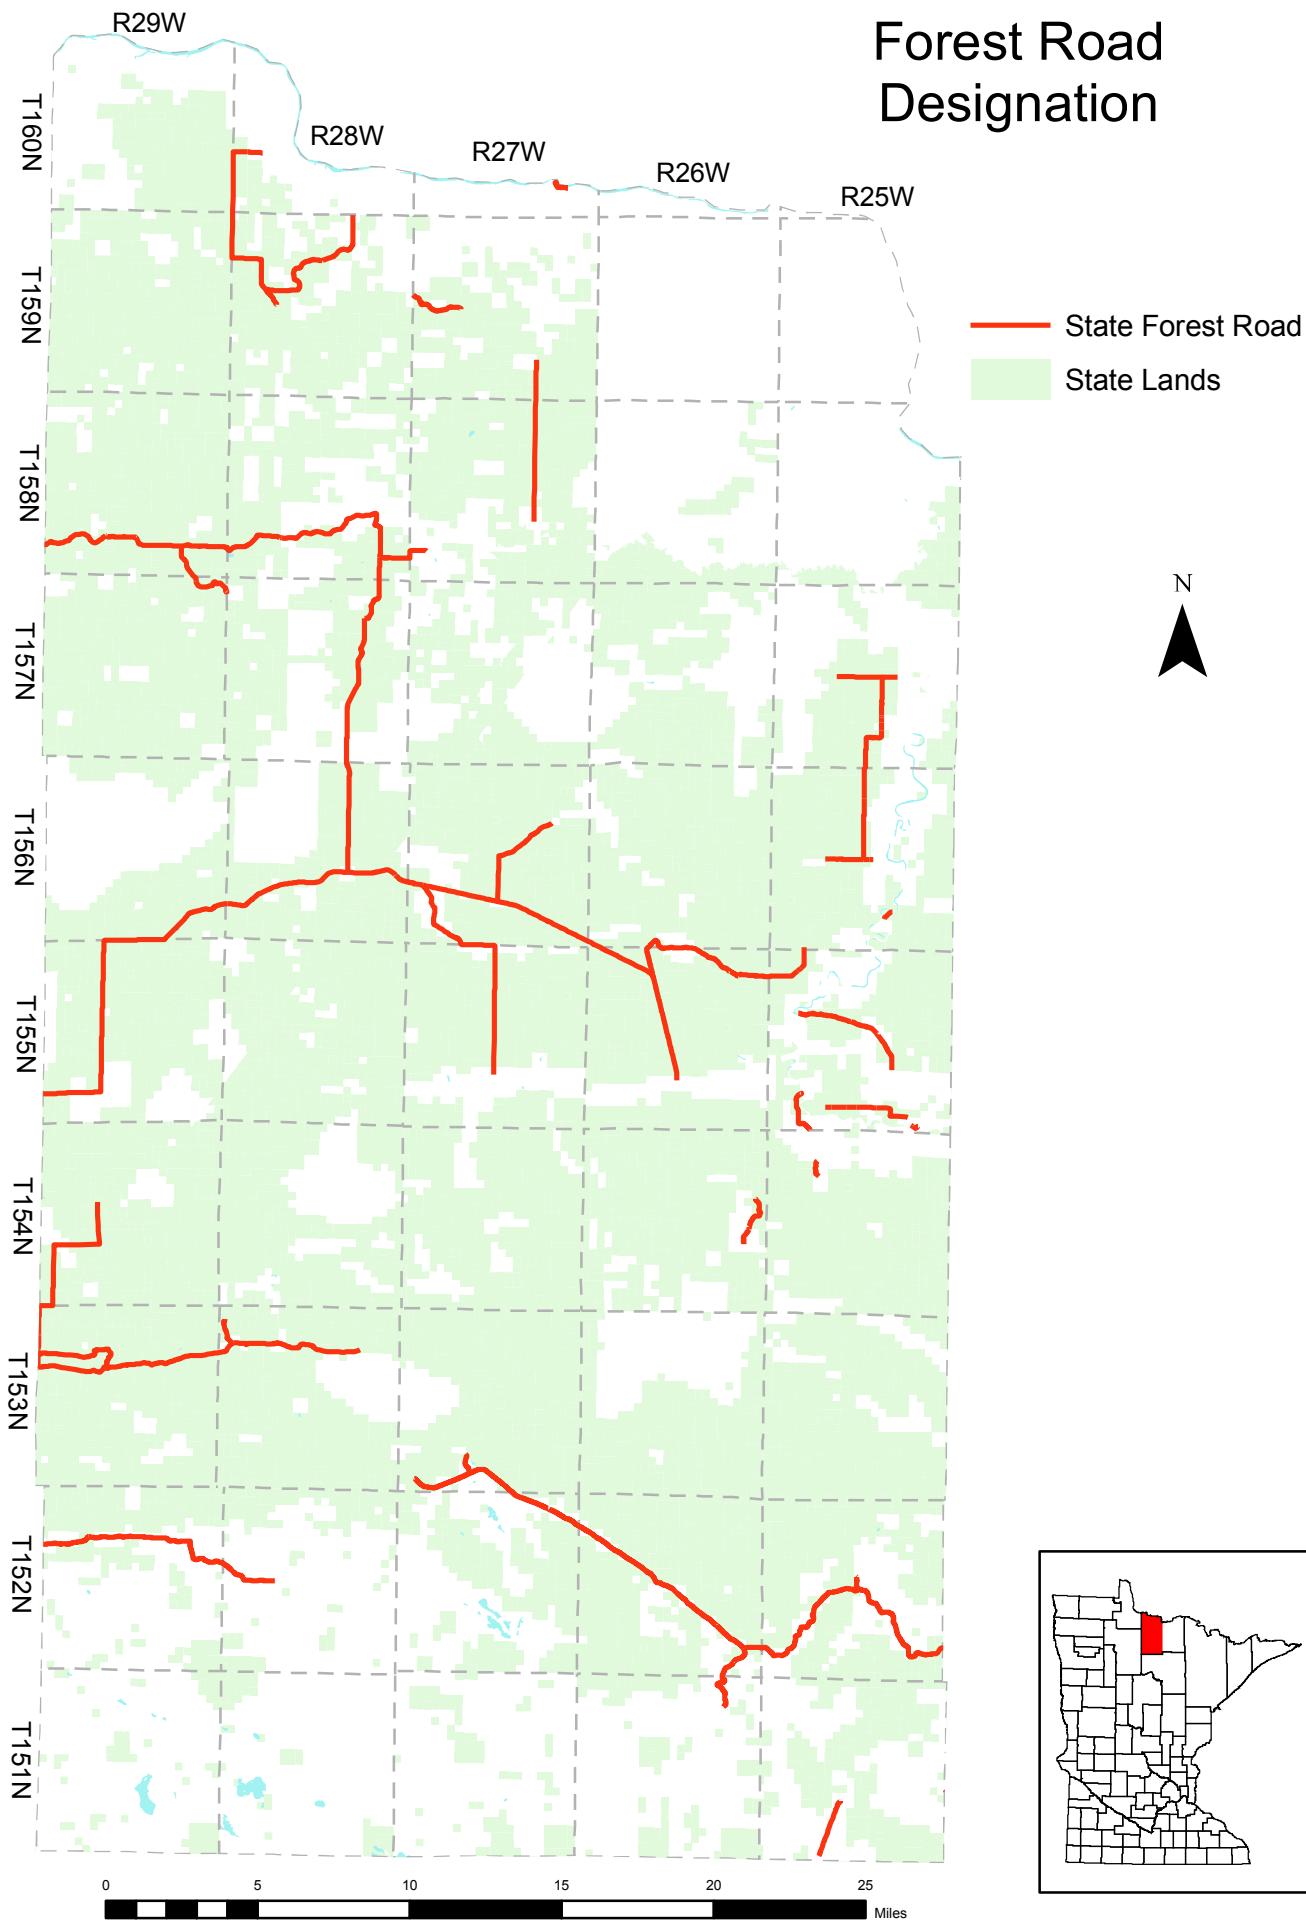 Forest Road
Designation
R29W
R28W
R27W
R26W
R25W
T160N
T159N
T158N
T157N
T156N
T155N
T154N
T153N
T152N
T151N
State Forest Road
State Lands
N
0 5 10 15 20 25
Miles